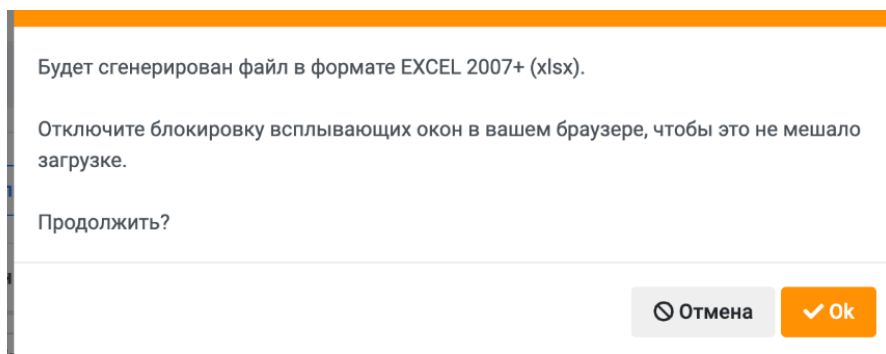 Будет сгенерирован файл в формате EXCEL 2007+ (xlsx).
Отключите блокировку всплывающих окон в вашем браузере, чтобы это не мешало
загрузке.
Продолжить?
Отмена
Ok